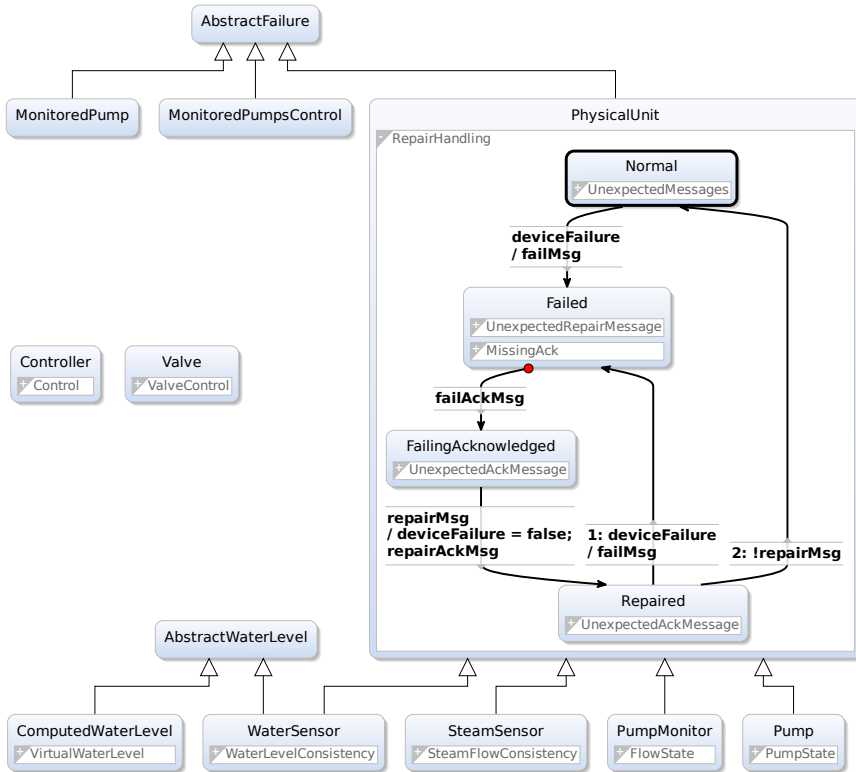 AbstractFailure
MonitoredPump
MonitoredPumpsControl
PhysicalUnit
- RepairHandling
Normal
+ UnexpectedMessages
deviceFailure
/ failMsg
Failed
+ UnexpectedRepairMessage
+ MissingAck
Controller
+ Control
Valve
+ ValveControl
failAckMsg
FailingAcknowledged
+ UnexpectedAckMessage
repairMsg
/ deviceFailure = false;
repairAckMsg
1: deviceFailure
/ failMsg
2: !repairMsg
Repaired
+ UnexpectedAckMessage
AbstractWaterLevel
ComputedWaterLevel
+ VirtualWaterLevel
WaterSensor
+ WaterLevelConsistency
SteamSensor
+ SteamFlowConsistency
PumpMonitor
+ FlowState
Pump
+ PumpState